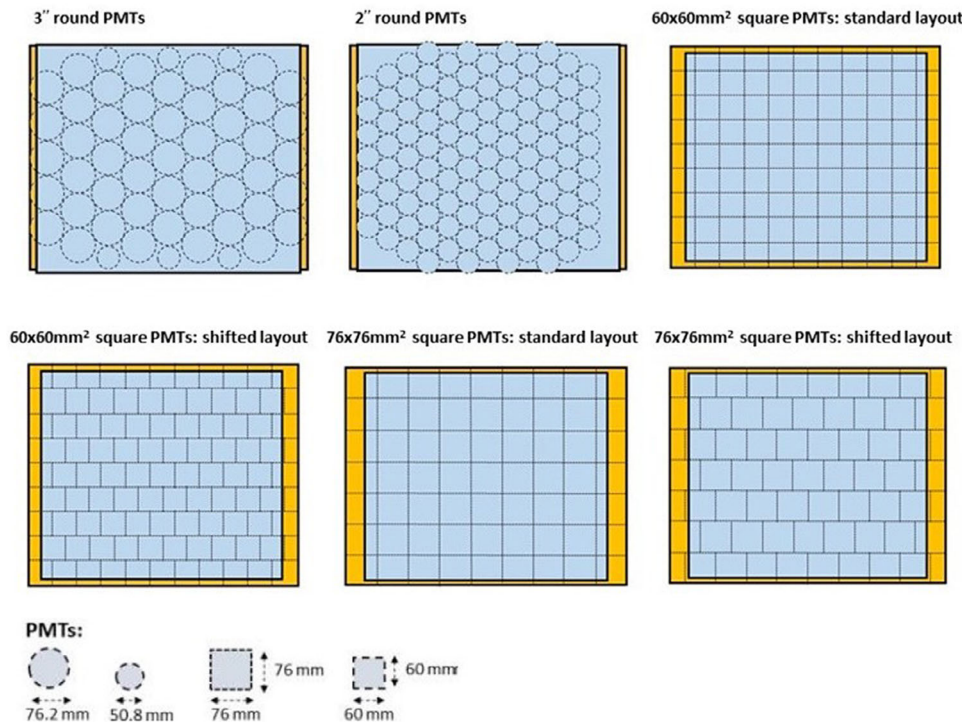 3” round PMTs
2” round PMTs
60x60mm² square PMTs: standard layout
60x60mm² square PMTs: shifted layout
76x76mm² square PMTs: standard layout
76x76mm² square PMTs: shifted layout
PMTs:
76 mm
60 mm
76.2 mm
50.8 mm
76 mm
60 mm